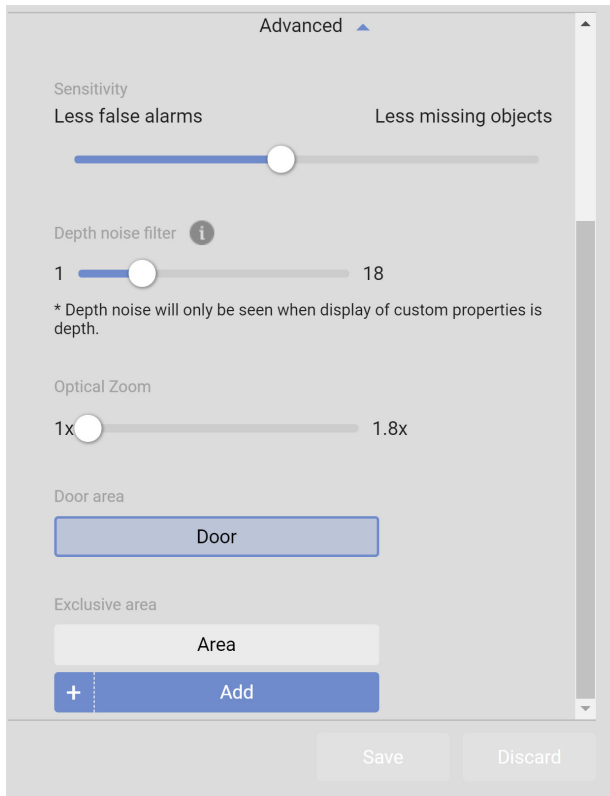 Advanced
Sensitivity
Less false alarms Less missing objects
Depth noise filter i
1 18
* Depth noise will only be seen when display of custom properties is
depth.
Optical Zoom
1x 1.8x
Door area
Door
Exclusive area
Area
+ Add
Save Discard